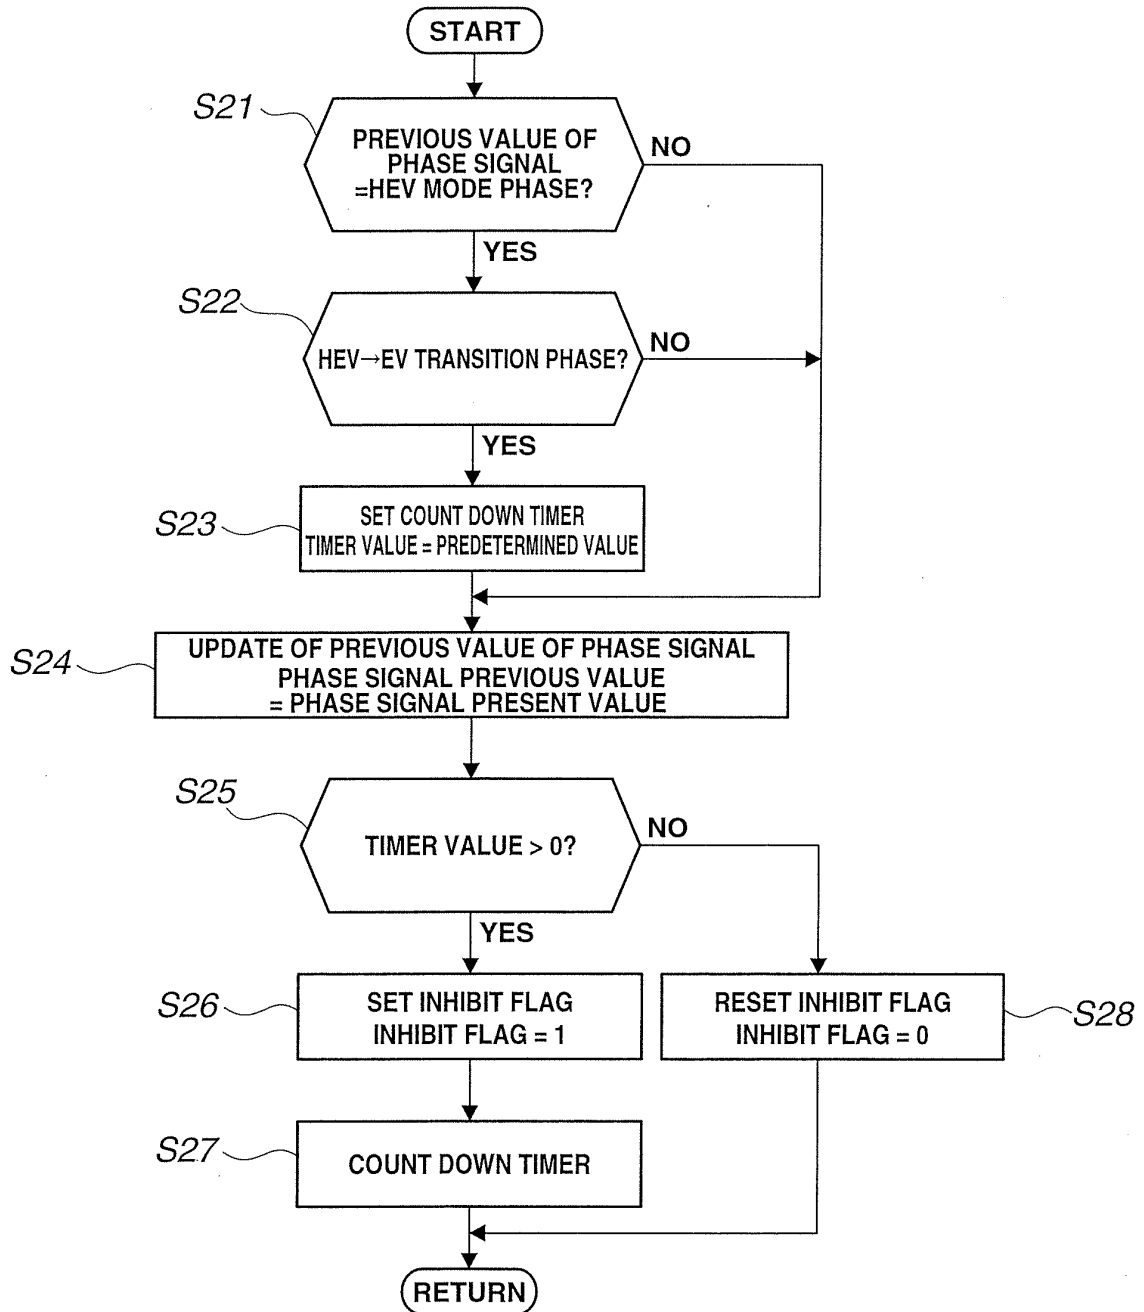 START
S21
PREVIOUS VALUE OF
PHASE SIGNAL
=HEV MODE PHASE?
NO
YES
S22
HEV→EV TRANSITION PHASE?
NO
YES
S23
SET COUNT DOWN TIMER
TIMER VALUE = PREDETERMINED VALUE
S24
UPDATE OF PREVIOUS VALUE OF PHASE SIGNAL
PHASE SIGNAL PREVIOUS VALUE
= PHASE SIGNAL PRESENT VALUE
S25
TIMER VALUE > 0?
NO
YES
S26
SET INHIBIT FLAG
INHIBIT FLAG = 1
RESET INHIBIT FLAG
INHIBIT FLAG = 0
S28
S27
COUNT DOWN TIMER
RETURN